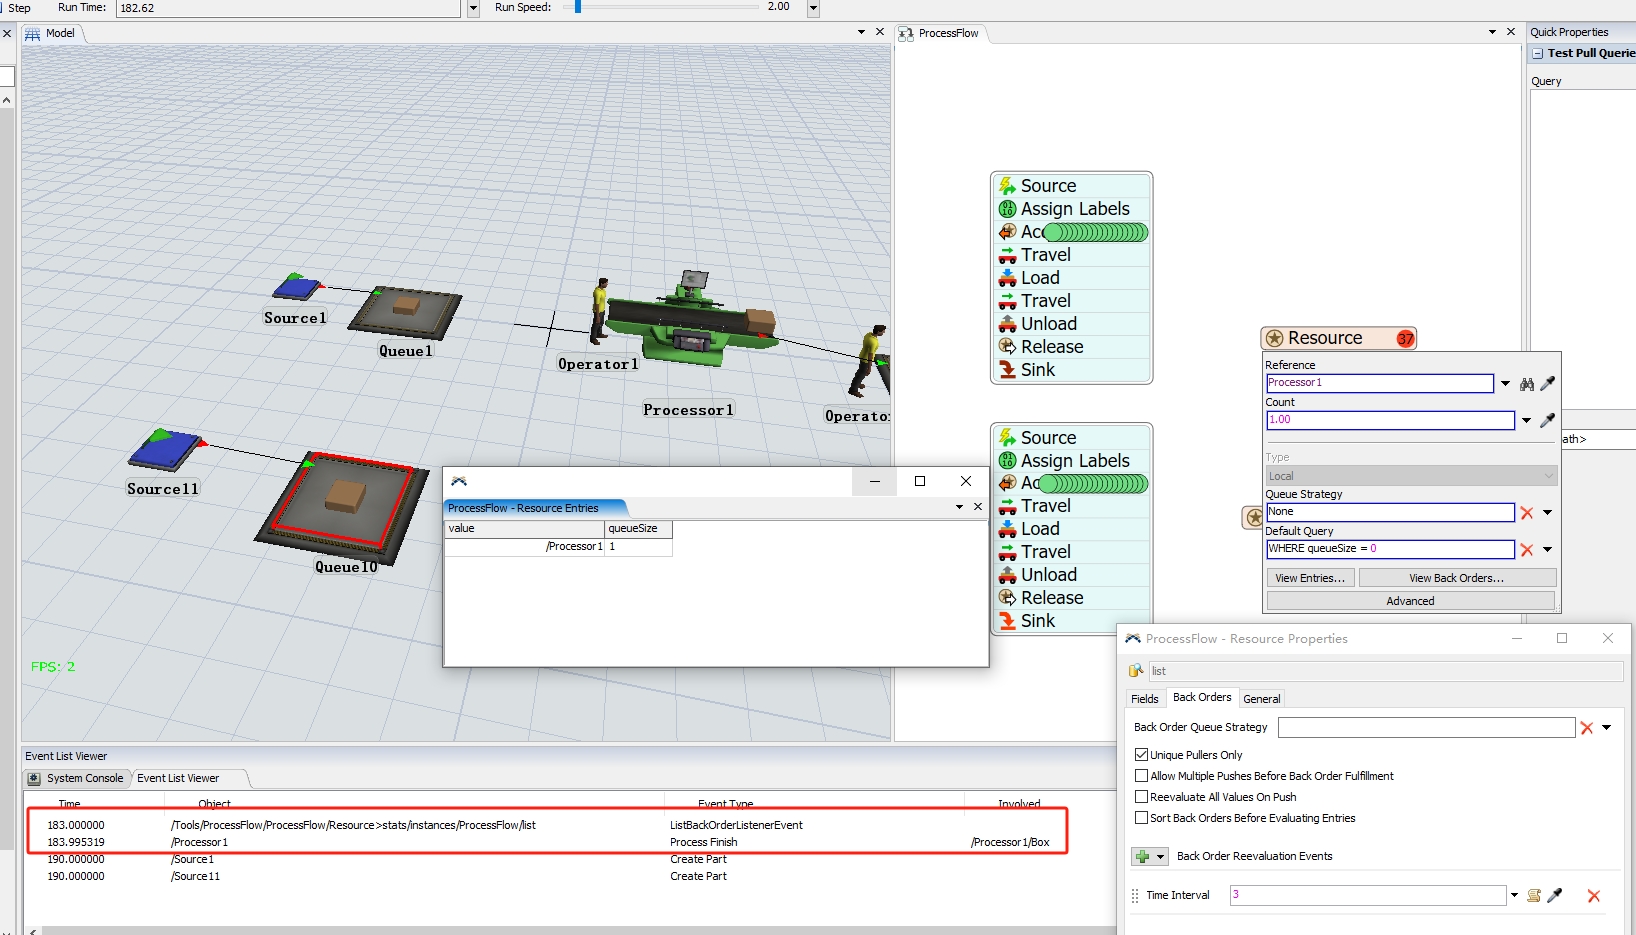 Step Run Time: 182.62 Run Speed: 2.00
Model
ProcessFlow
Quick Properties
Test Pull Querie
Query
Source
Assign Labels
Acc
Travel
Load
Travel
Unload
Release
Sink
Source1
Queue1
Operator1
Processor1
Operator
Source11
Queue10
FPS: 2
Resource 37
Reference
Processor1
Count
1.00
Type
Local
Queue Strategy
None
Default Query
WHERE queueSize = 0
View Entries... View Back Orders...
Advanced
ath>
Source
Assign Labels
Ac
Travel
Load
Travel
Unload
Release
Sink
ProcessFlow - Resource Entries
value queueSize
/Processor1 1
ProcessFlow - Resource Properties
list
Fields Back Orders General
Back Order Queue Strategy
Unique Pullers Only
Allow Multiple Pushes Before Back Order Fulfillment
Reevaluate All Values On Push
Sort Back Orders Before Evaluating Entries
Back Order Reevaluation Events
Time Interval 3
Event List Viewer
System Console Event List Viewer
Time Object Event Type Involved
183.000000 /Tools/ProcessFlow/ProcessFlow/Resource>stats/instances/ProcessFlow/list ListBackOrderListenerEvent
183.995319 /Processor1 Process Finish /Processor1/Box
190.000000 /Source1 Create Part
190.000000 /Source11 Create Part